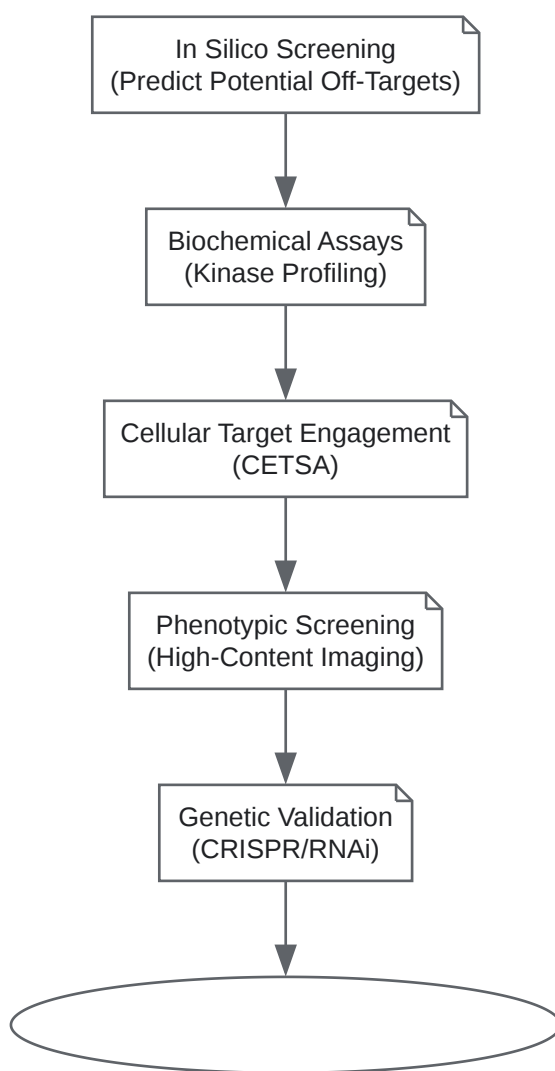 In Silico Screening
(Predict Potential Off-Targets)
Biochemical Assays
(Kinase Profiling)
Cellular Target Engagement
(CETSA)
Phenotypic Screening
(High-Content Imaging)
Genetic Validation
(CRISPR/RNAi)